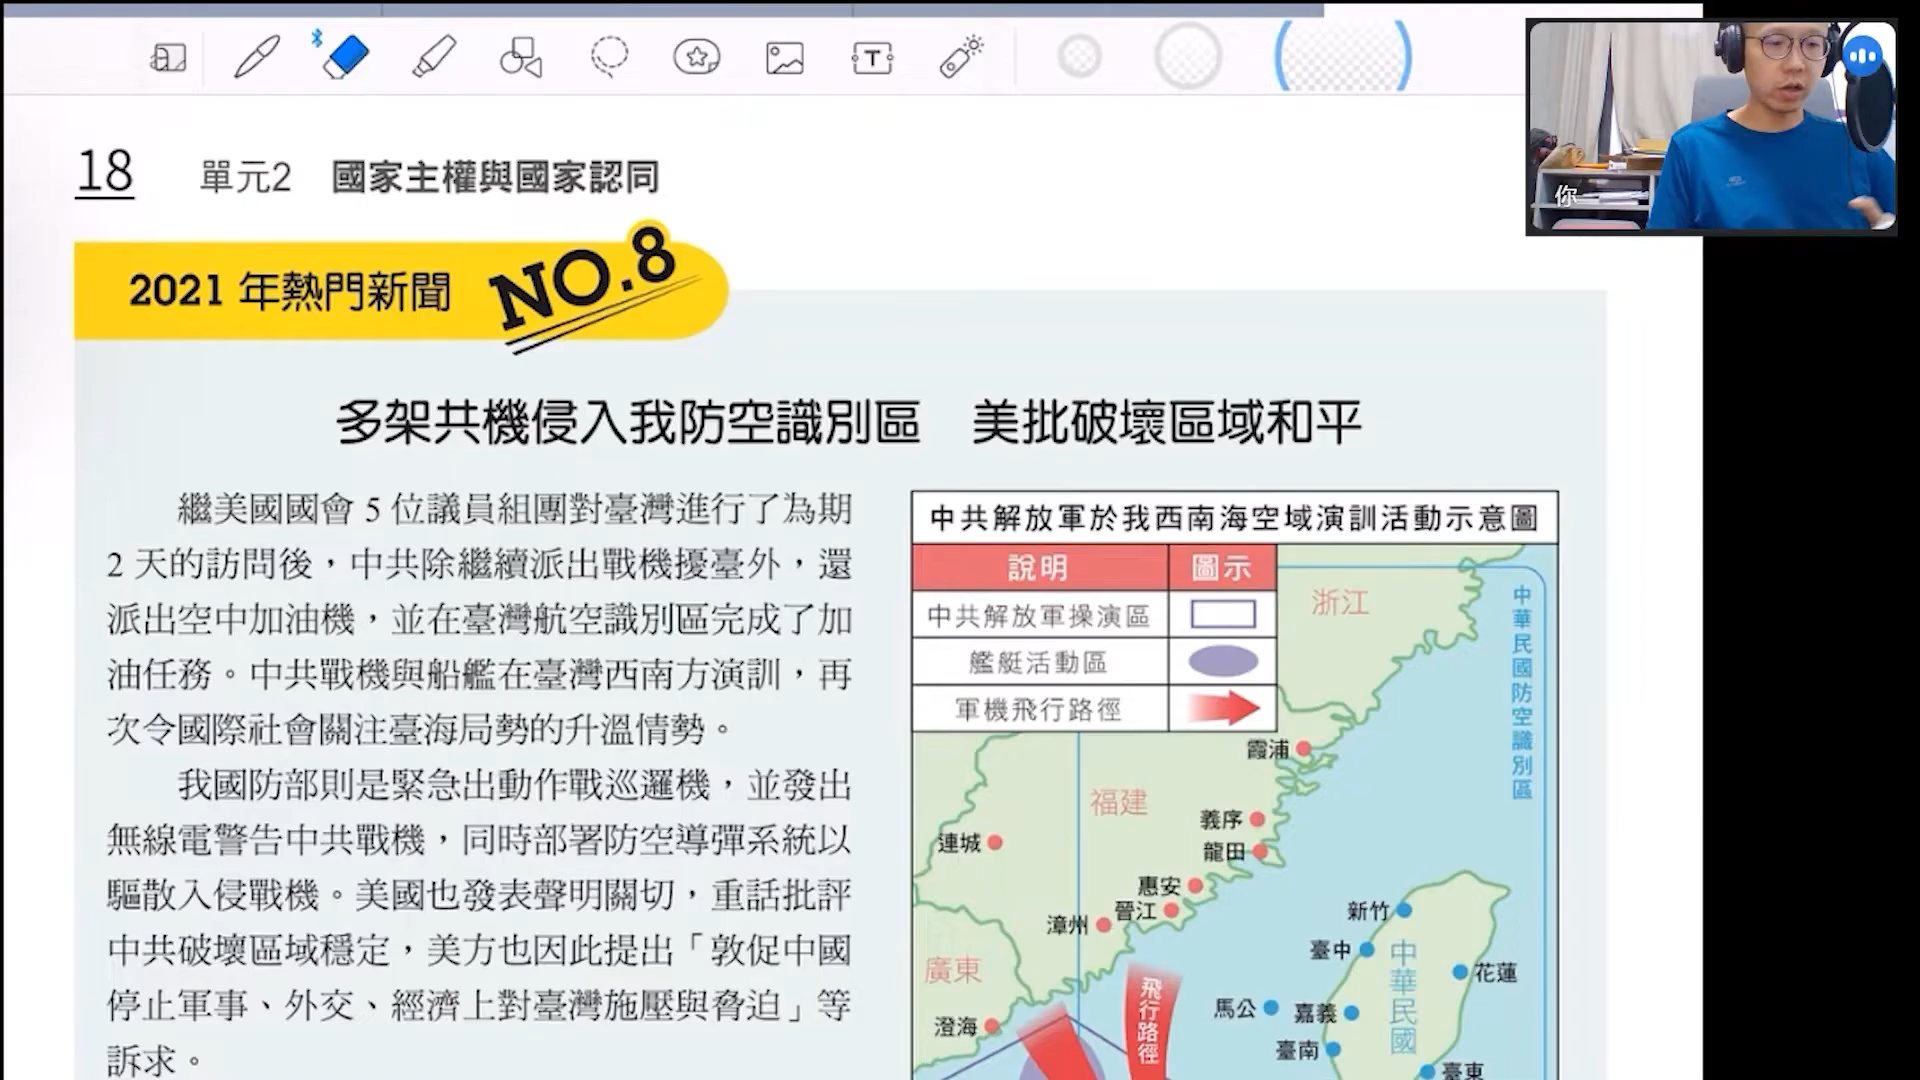 你
18 單元2 國家主權與國家認同
2021 年熱門新聞 NO.8
多架共機侵入我防空識別區 美批破壞區域和平
繼美國國會 5 位議員組團對臺灣進行了為期
2 天的訪問後，中共除繼續派出戰機擾臺外，還
派出空中加油機，並在臺灣航空識別區完成了加
油任務。中共戰機與船艦在臺灣西南方演訓，再
次令國際社會關注臺海局勢的升溫情勢。
我國防部則是緊急出動作戰巡邏機，並發出
無線電警告中共戰機，同時部署防空導彈系統以
驅散入侵戰機。美國也發表聲明關切，重話批評
中共破壞區域穩定，美方也因此提出「敦促中國
停止軍事、外交、經濟上對臺灣施壓與脅迫」等
訴求。
中共解放軍於我西南海空域演訓活動示意圖
說明 圖示
中共解放軍操演區
艦艇活動區
軍機飛行路徑
浙江
中華民國防空識別區
霞浦
福建
義序
連城
龍田
惠安
晉江
漳州
新竹
臺中
廣東
花蓮
中華民國
飛行路徑
馬公
嘉義
澄海
臺南
臺東